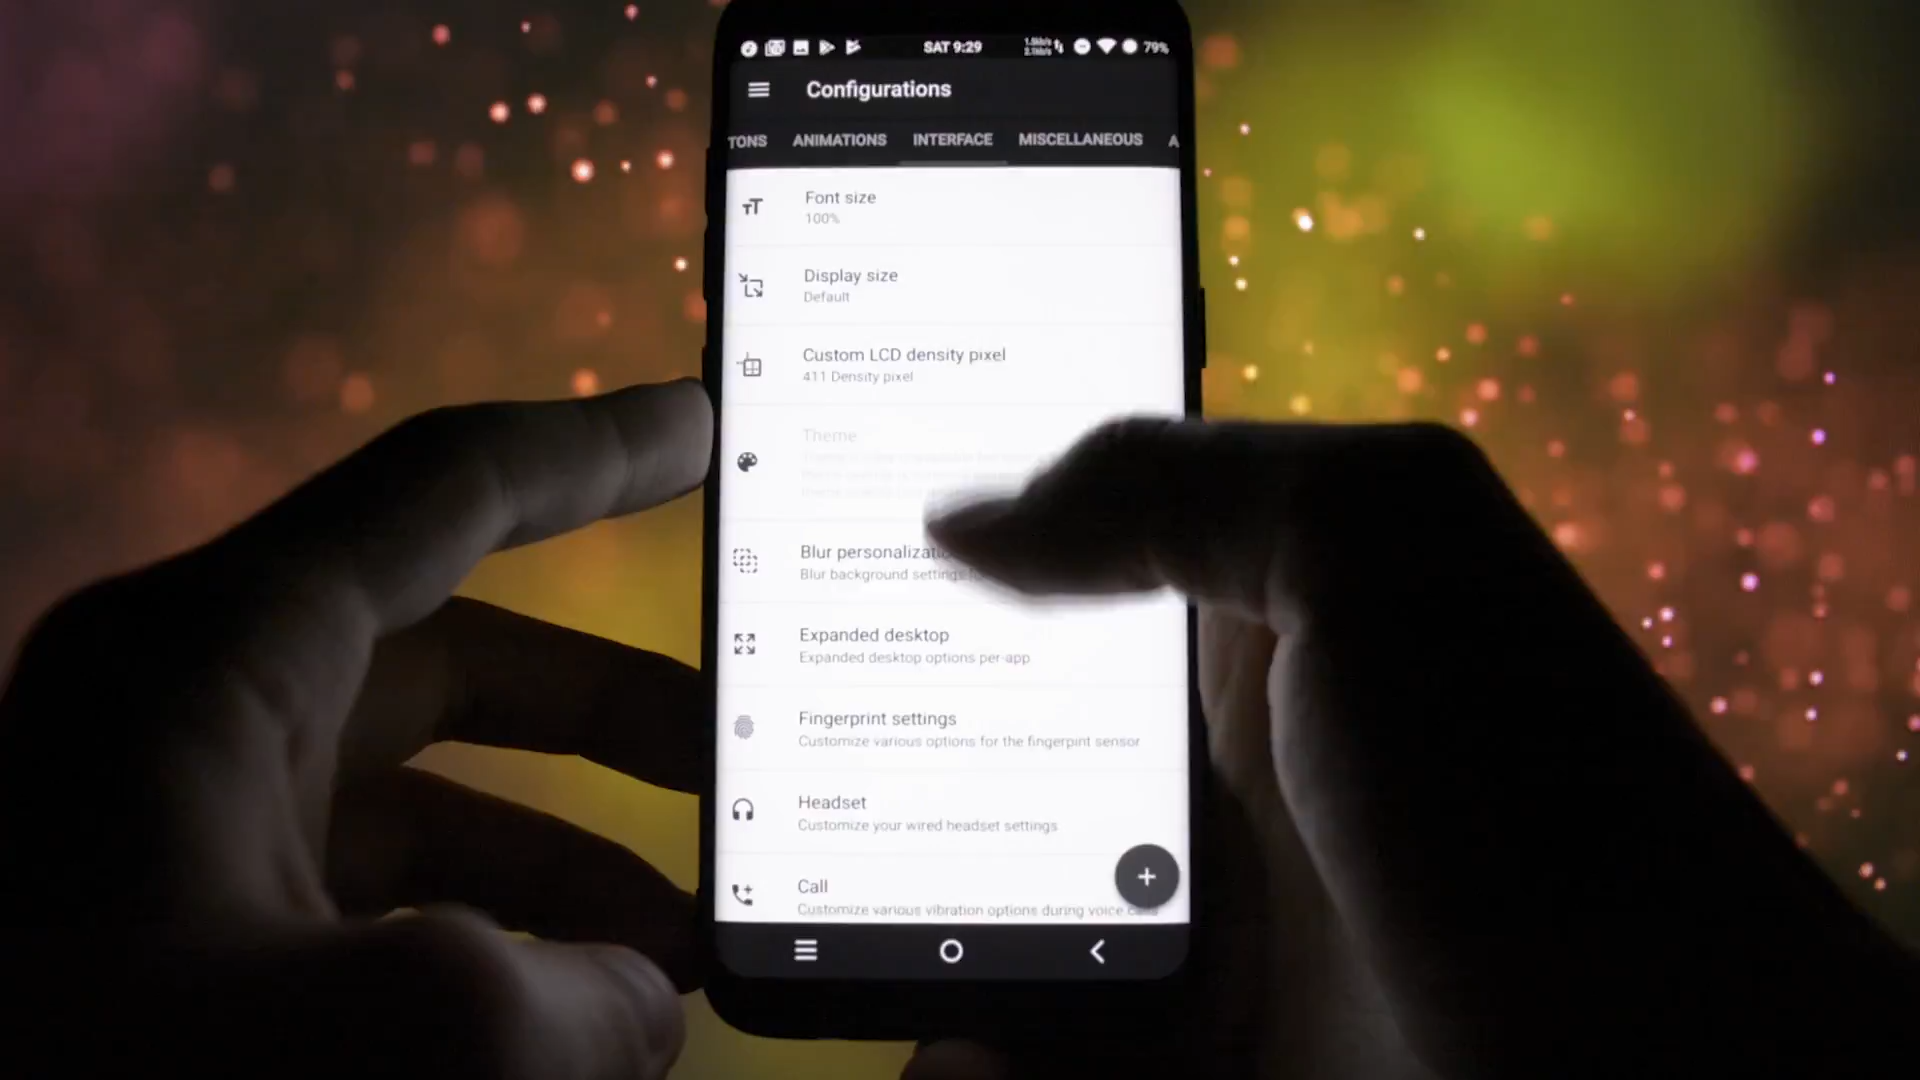 SAT 9:29
79%
Configurations
TONS ANIMATIONS INTERFACE MISCELLANEOUS A
Font size
100%
Display size
Default
Custom LCD density pixel
411 Density pixel
Theme
Blur
Blur background settings
Expanded desktop
Expanded desktop options per-app
Fingerprint settings
Customize various options for the fingerpint sensor
Headset
Customize your wired headset settings
Call
Customize various vibration options during voice